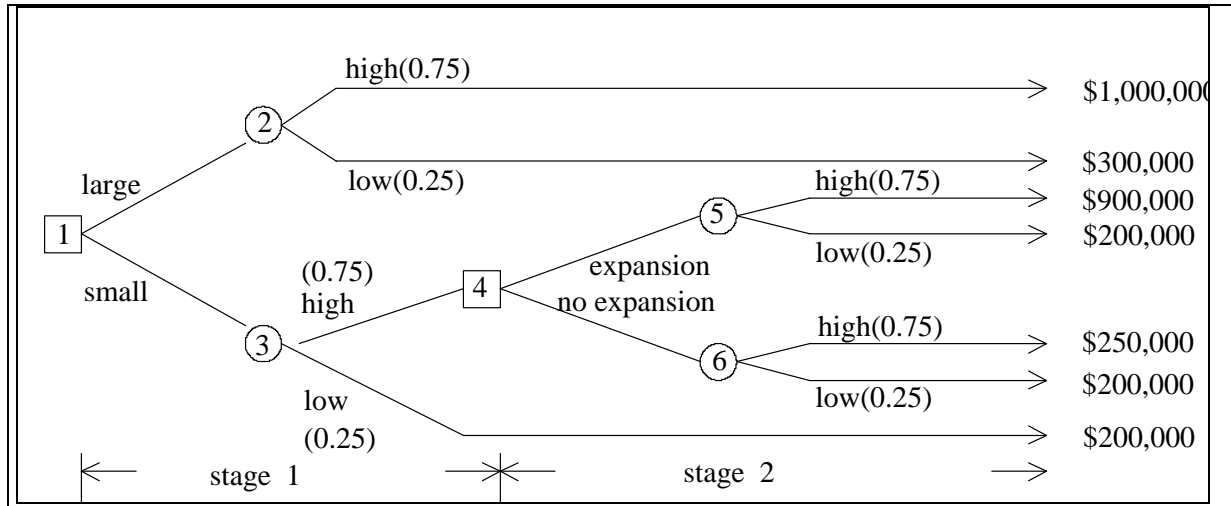 high(0.75)
$1,000,000
2
low(0.25)
$300,000
large
high(0.75)
$900,000
1
5
low(0.25)
$200,000
small
(0.75)
high
4
expansion
no expansion
3
high(0.75)
$250,000
6
low(0.25)
$200,000
low
(0.25)
$200,000
stage 1
stage 2